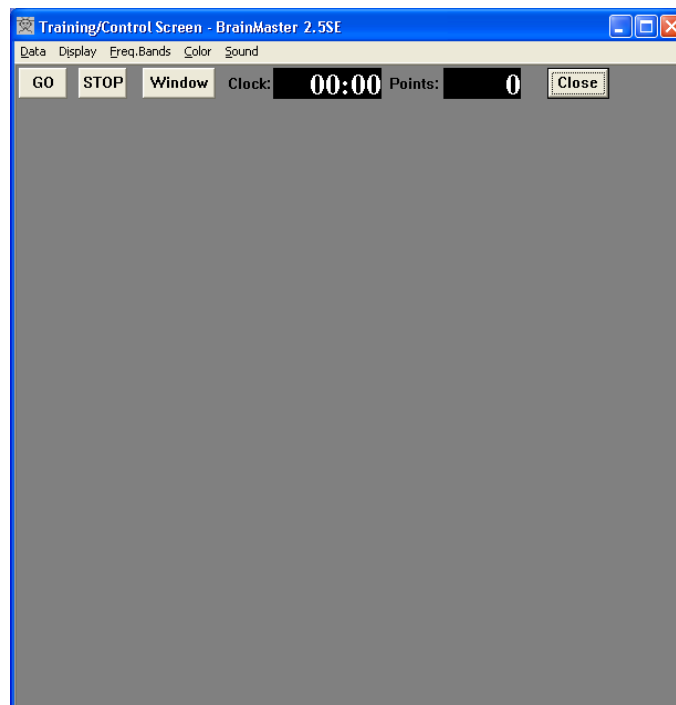 Training/Control Screen - BrainMaster 2.5SE
Data Display Freq.Bands Color Sound
GO STOP Window Clock: 00:00 Points: 0 Close